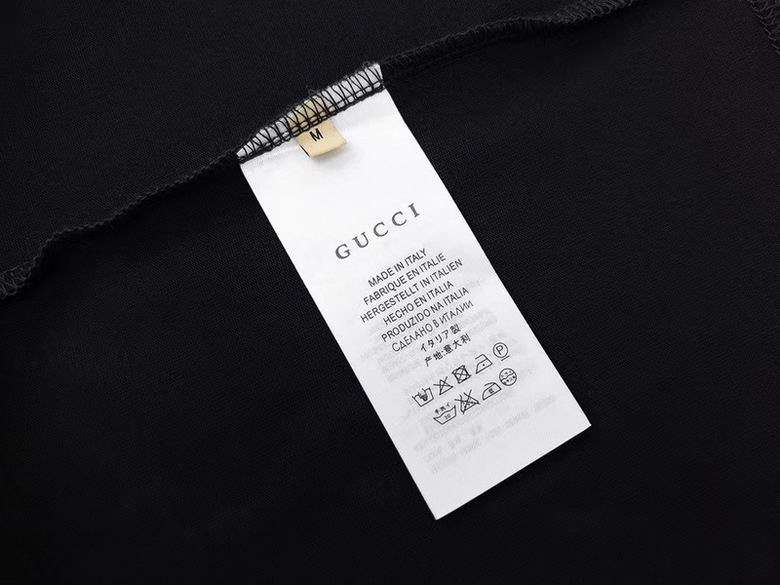 M
GUCCI
MADE IN ITALY
FABRIQUE EN ITALIE
HERGESTELLT IN ITALIEN
HECHO EN ITALIA
PRODUZIDO NA ITALIA
СДЕЛАНО В ИТАЛИИ
イタリア製
产地:意大利
P